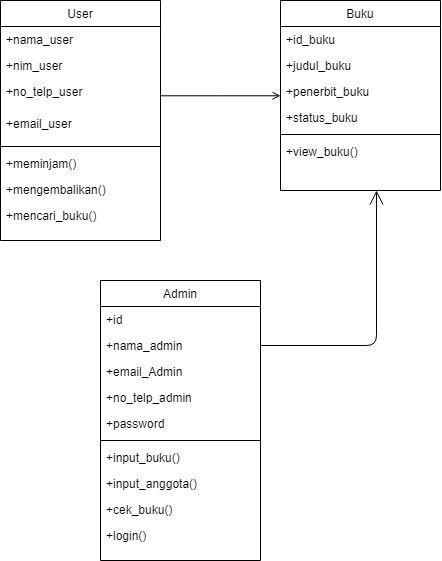 User
+nama_user
+nim_user
+no_telp_user
+email_user
+meminjam()
+mengembalikan()
+mencari_buku()
Buku
+id_buku
+judul_buku
+penerbit_buku
+status_buku
+view_buku()
Admin
+id
+nama_admin
+email_Admin
+no_telp_admin
+password
+input_buku()
+input_anggota()
+cek_buku()
+login()